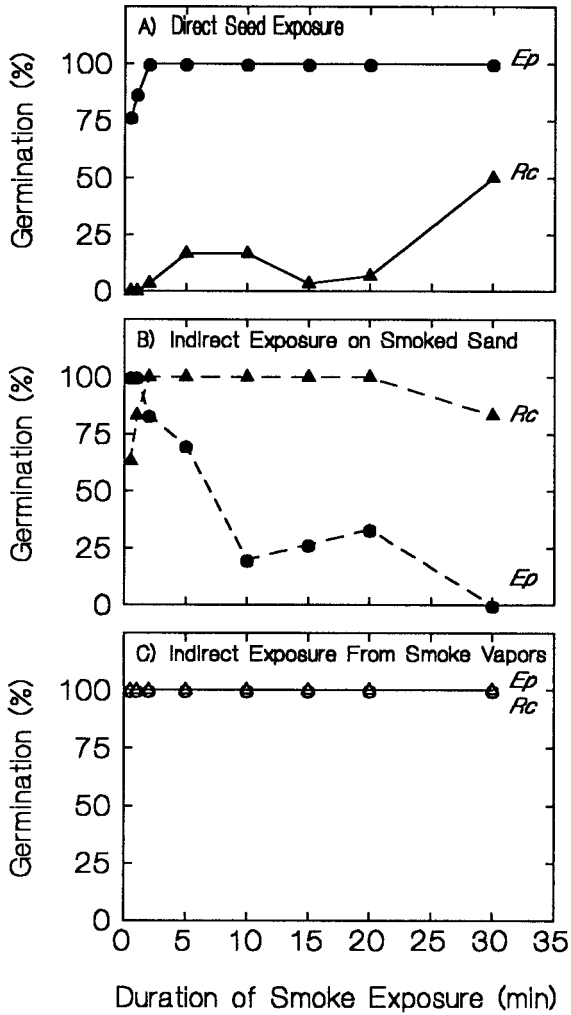 A) Direct Seed Exposure
Germination (%)
100
75
50
25
0
Ep
Rc
B) Indirect Exposure on Smoked Sand
Germination (%)
100
75
50
25
0
Rc
Ep
C) Indirect Exposure From Smoke Vapors
Germination (%)
100
75
50
25
0
Ep
Rc
0 5 10 15 20 25 30 35
Duration of Smoke Exposure (min)